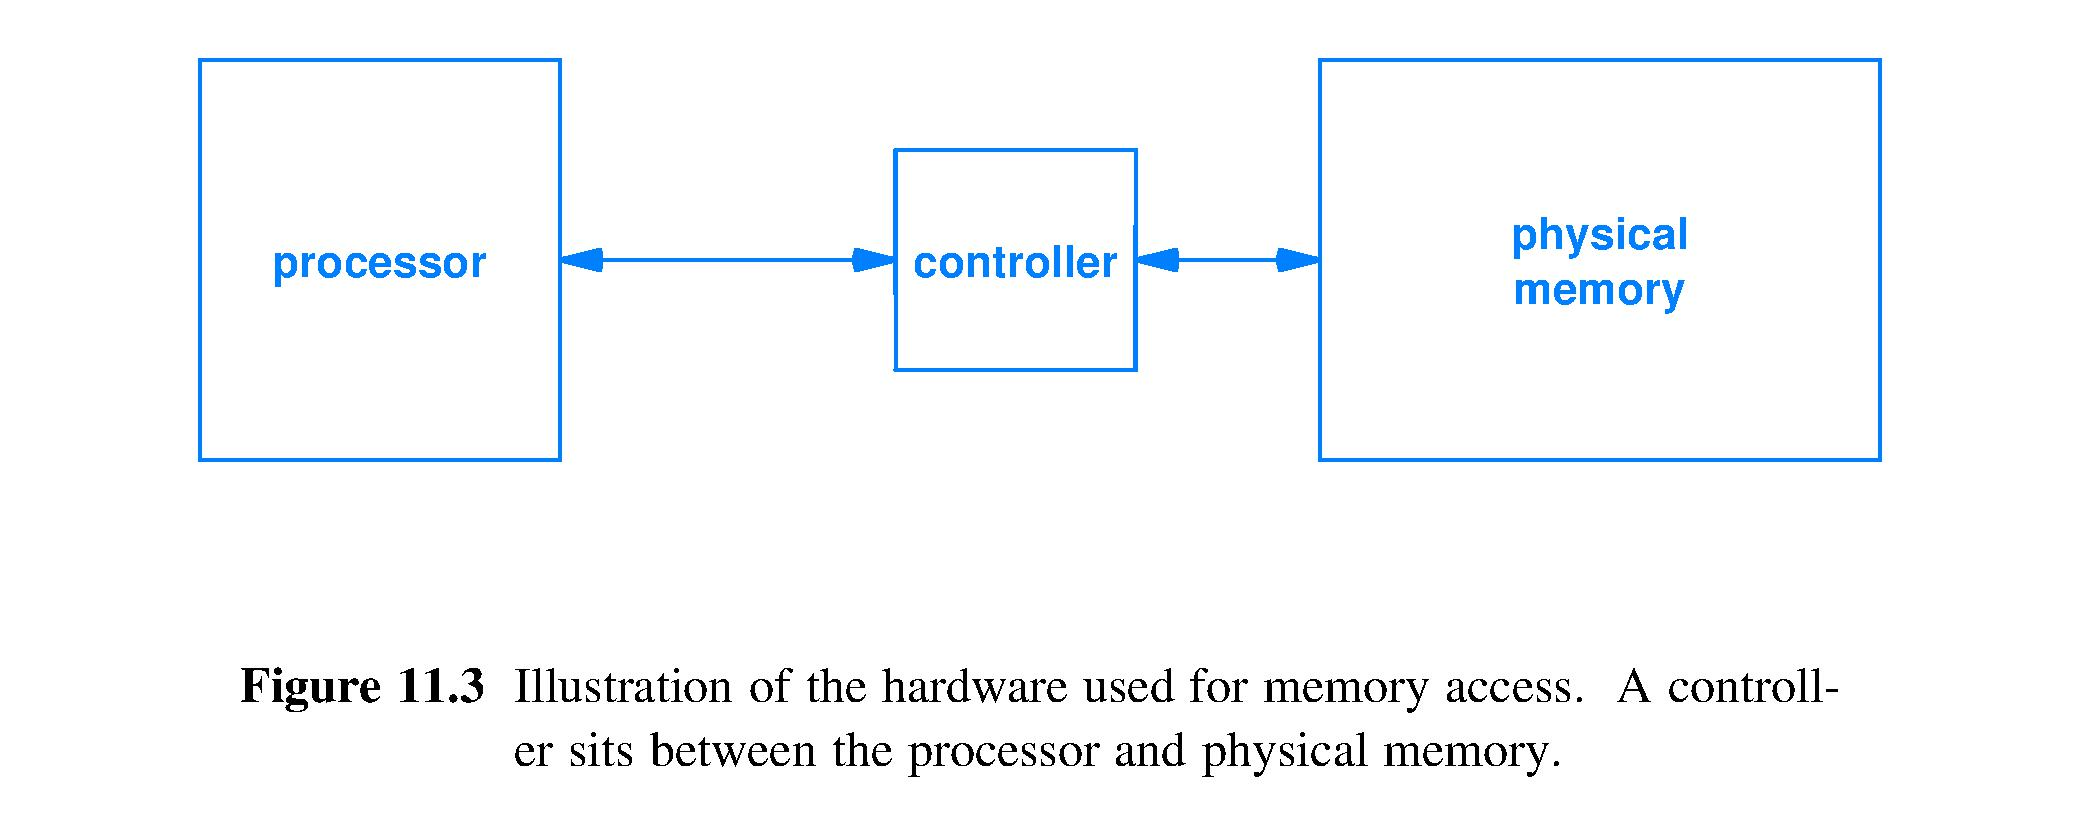 processor
controller
physical
memory
Figure 11.3 Illustration of the hardware used for memory access. A controll-
er sits between the processor and physical memory.